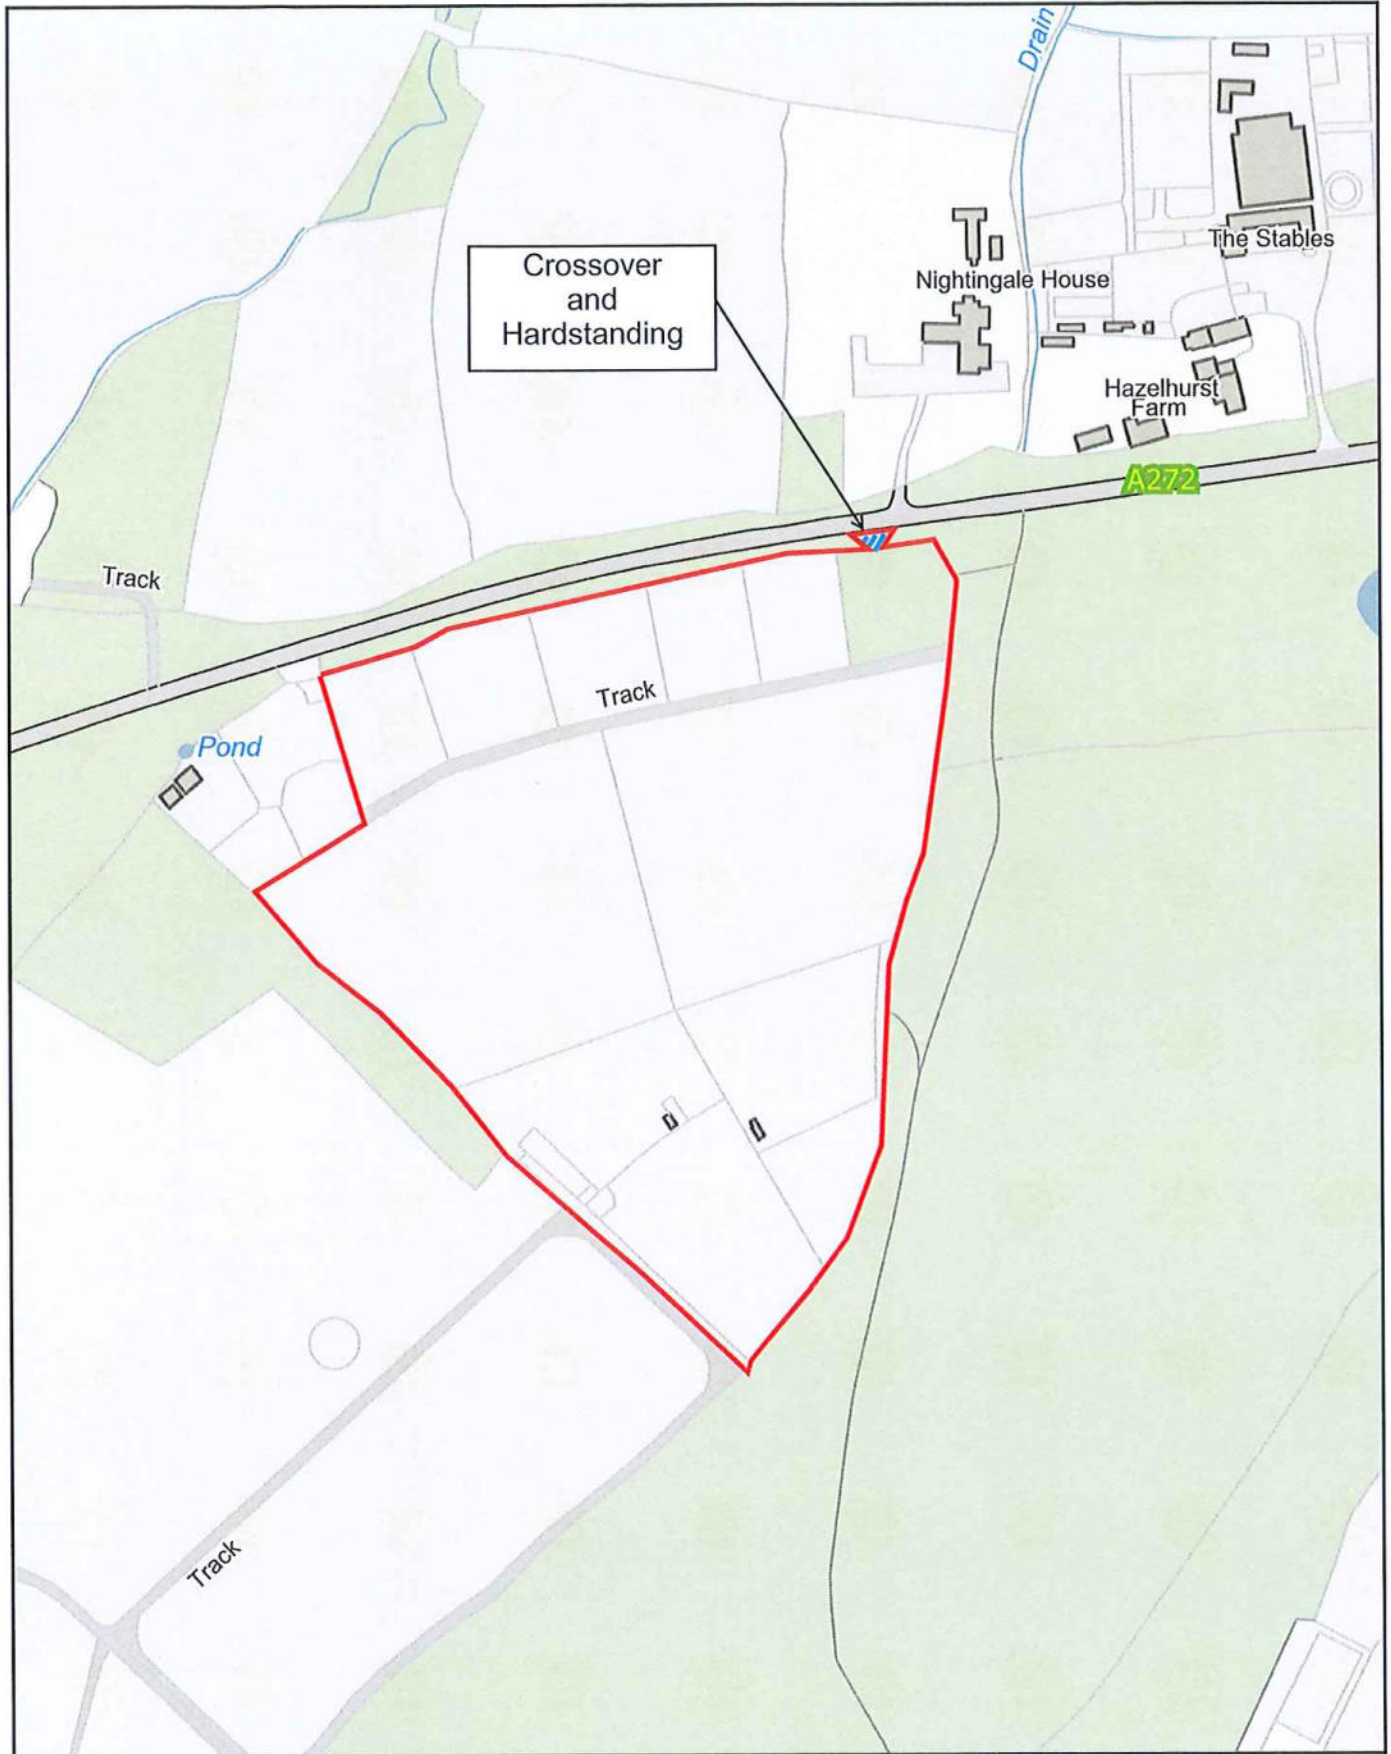 Drain
The Stables
Crossover
and
Hardstanding
Nightingale House
Hazelhurst
Farm
A272
Track
Track
Pond
Track